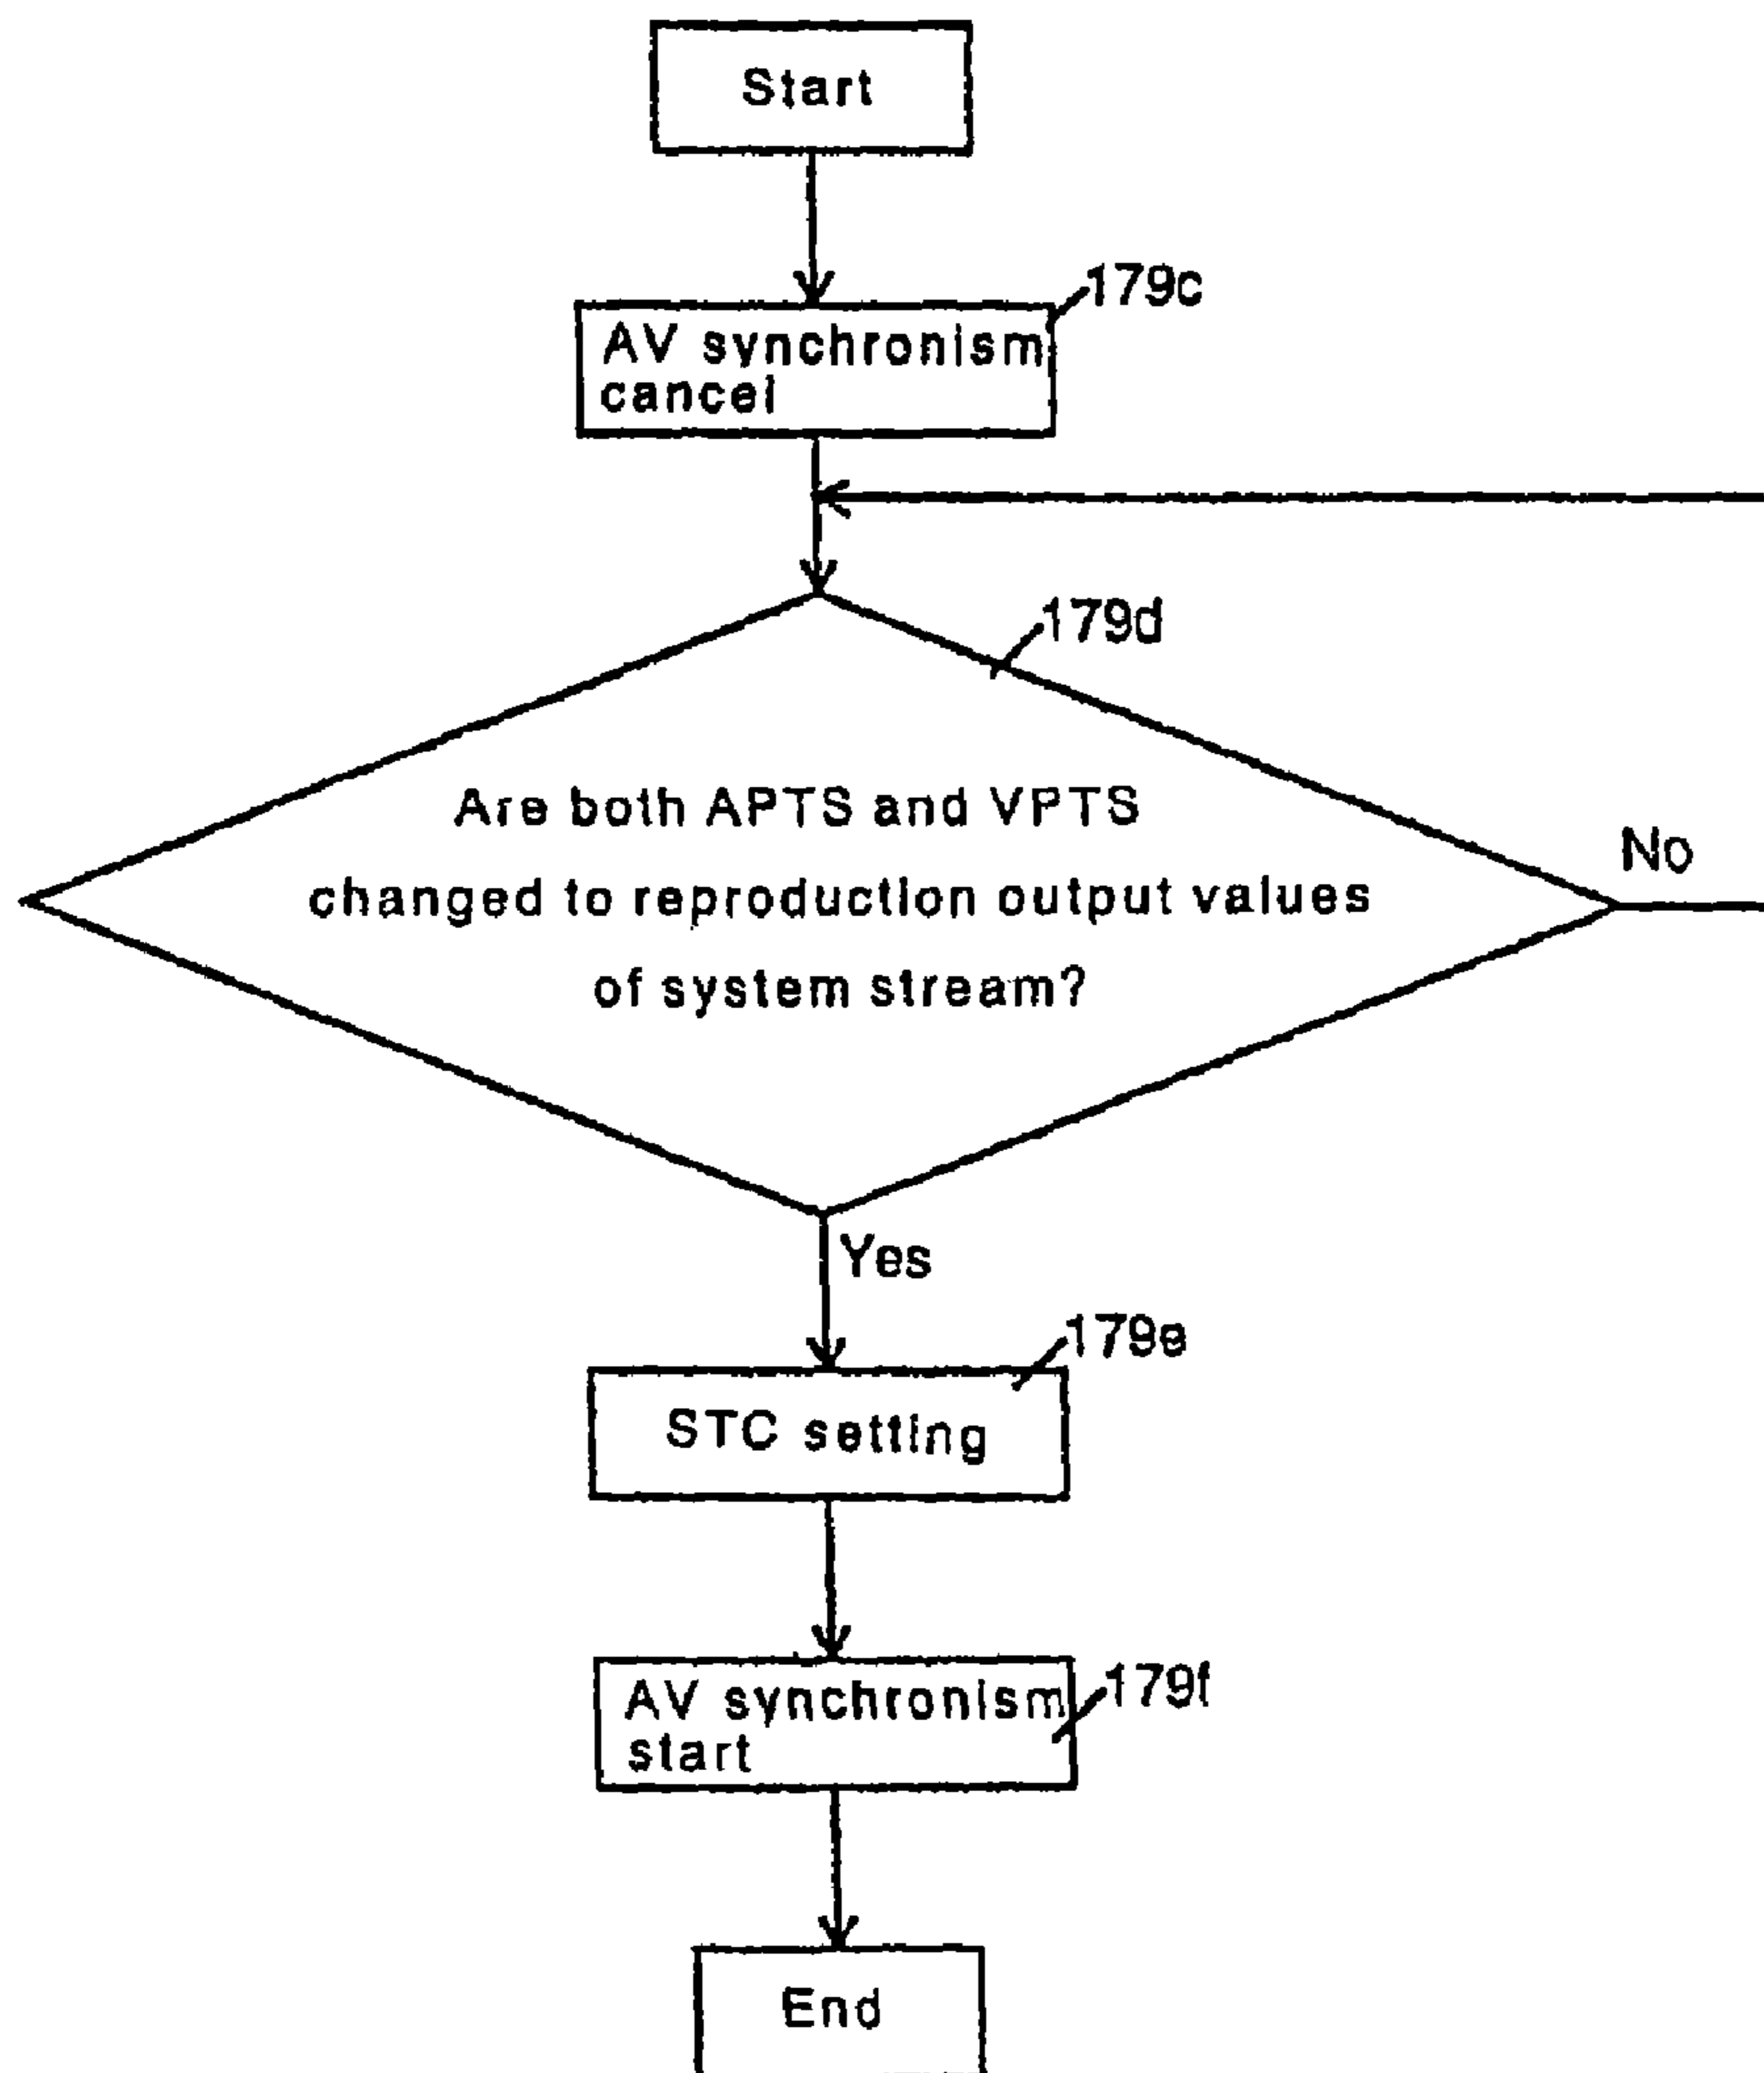 Start
179c
AV synchronism
cancel
179d
Are both APTS and VPTS
changed to reproduction output values
of system stream?
No
Yes
179e
STC setting
179f
AV synchronism
start
End